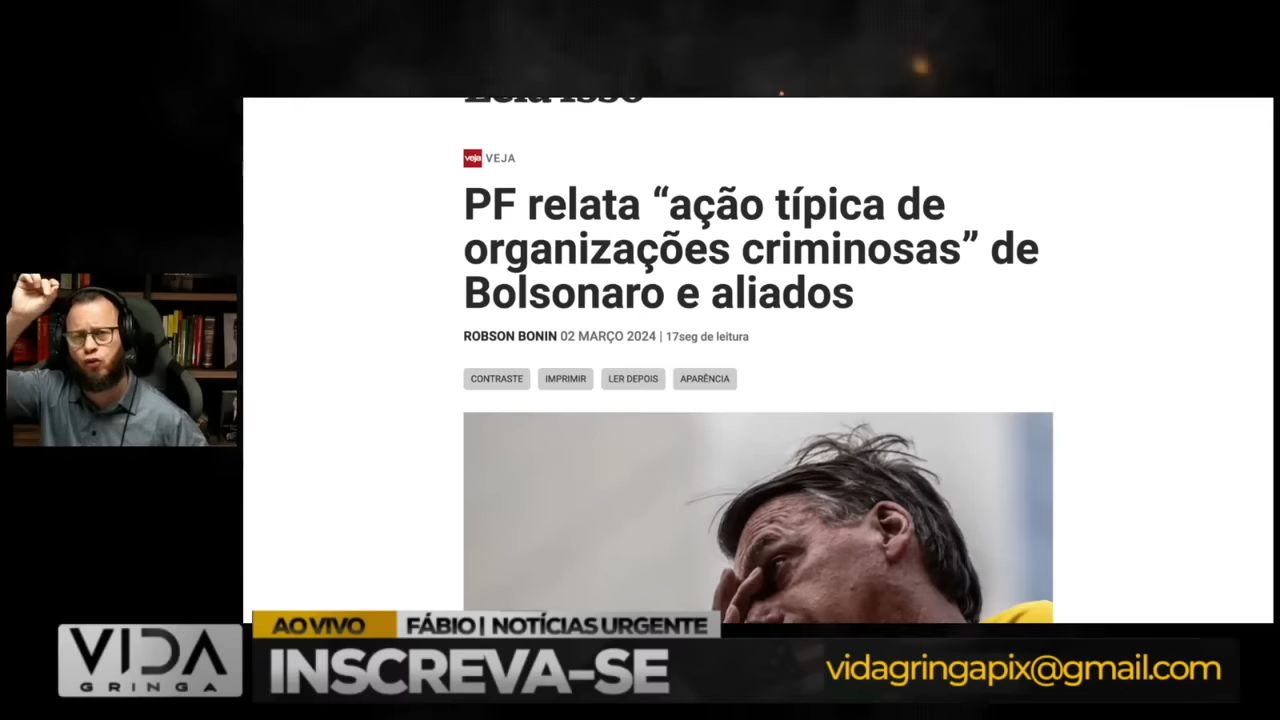 veja VEJA
PF relata “ação típica de
organizações criminosas” de
Bolsonaro e aliados
ROBSON BONIN 02 MARÇO 2024 | 17seg de leitura
CONTRASTE IMPRIMIR LER DEPOIS APARÊNCIA
AO VIVO FÁBIO | NOTÍCIAS URGENTE
VIDA
GRINGA
INSCREVA-SE
vidagringapix@gmail.com